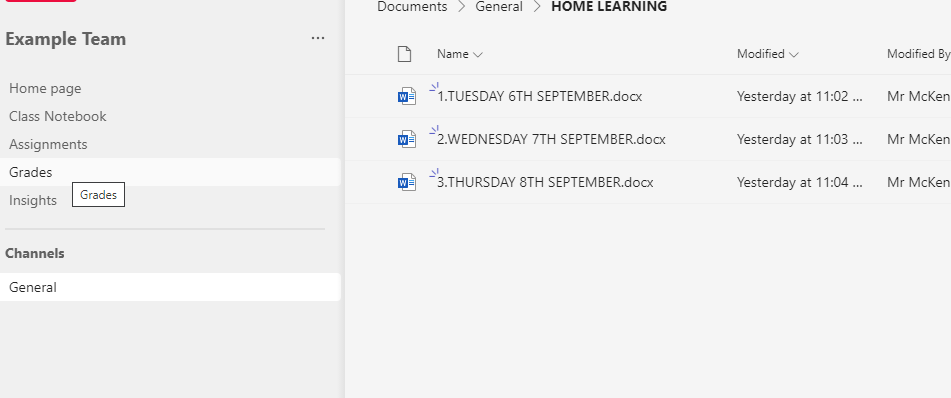 Documents > General > HOME LEARNING
Example Team ...
Name Modified Modified By
Home page
Class Notebook
Assignments
Grades
Grades
Insights
Channels
General
1.TUESDAY 6TH SEPTEMBER.docx Yesterday at 11:02 ... Mr McKen
2.WEDNESDAY 7TH SEPTEMBER.docx Yesterday at 11:03 ... Mr McKen
3.THURSDAY 8TH SEPTEMBER.docx Yesterday at 11:04 ... Mr McKen